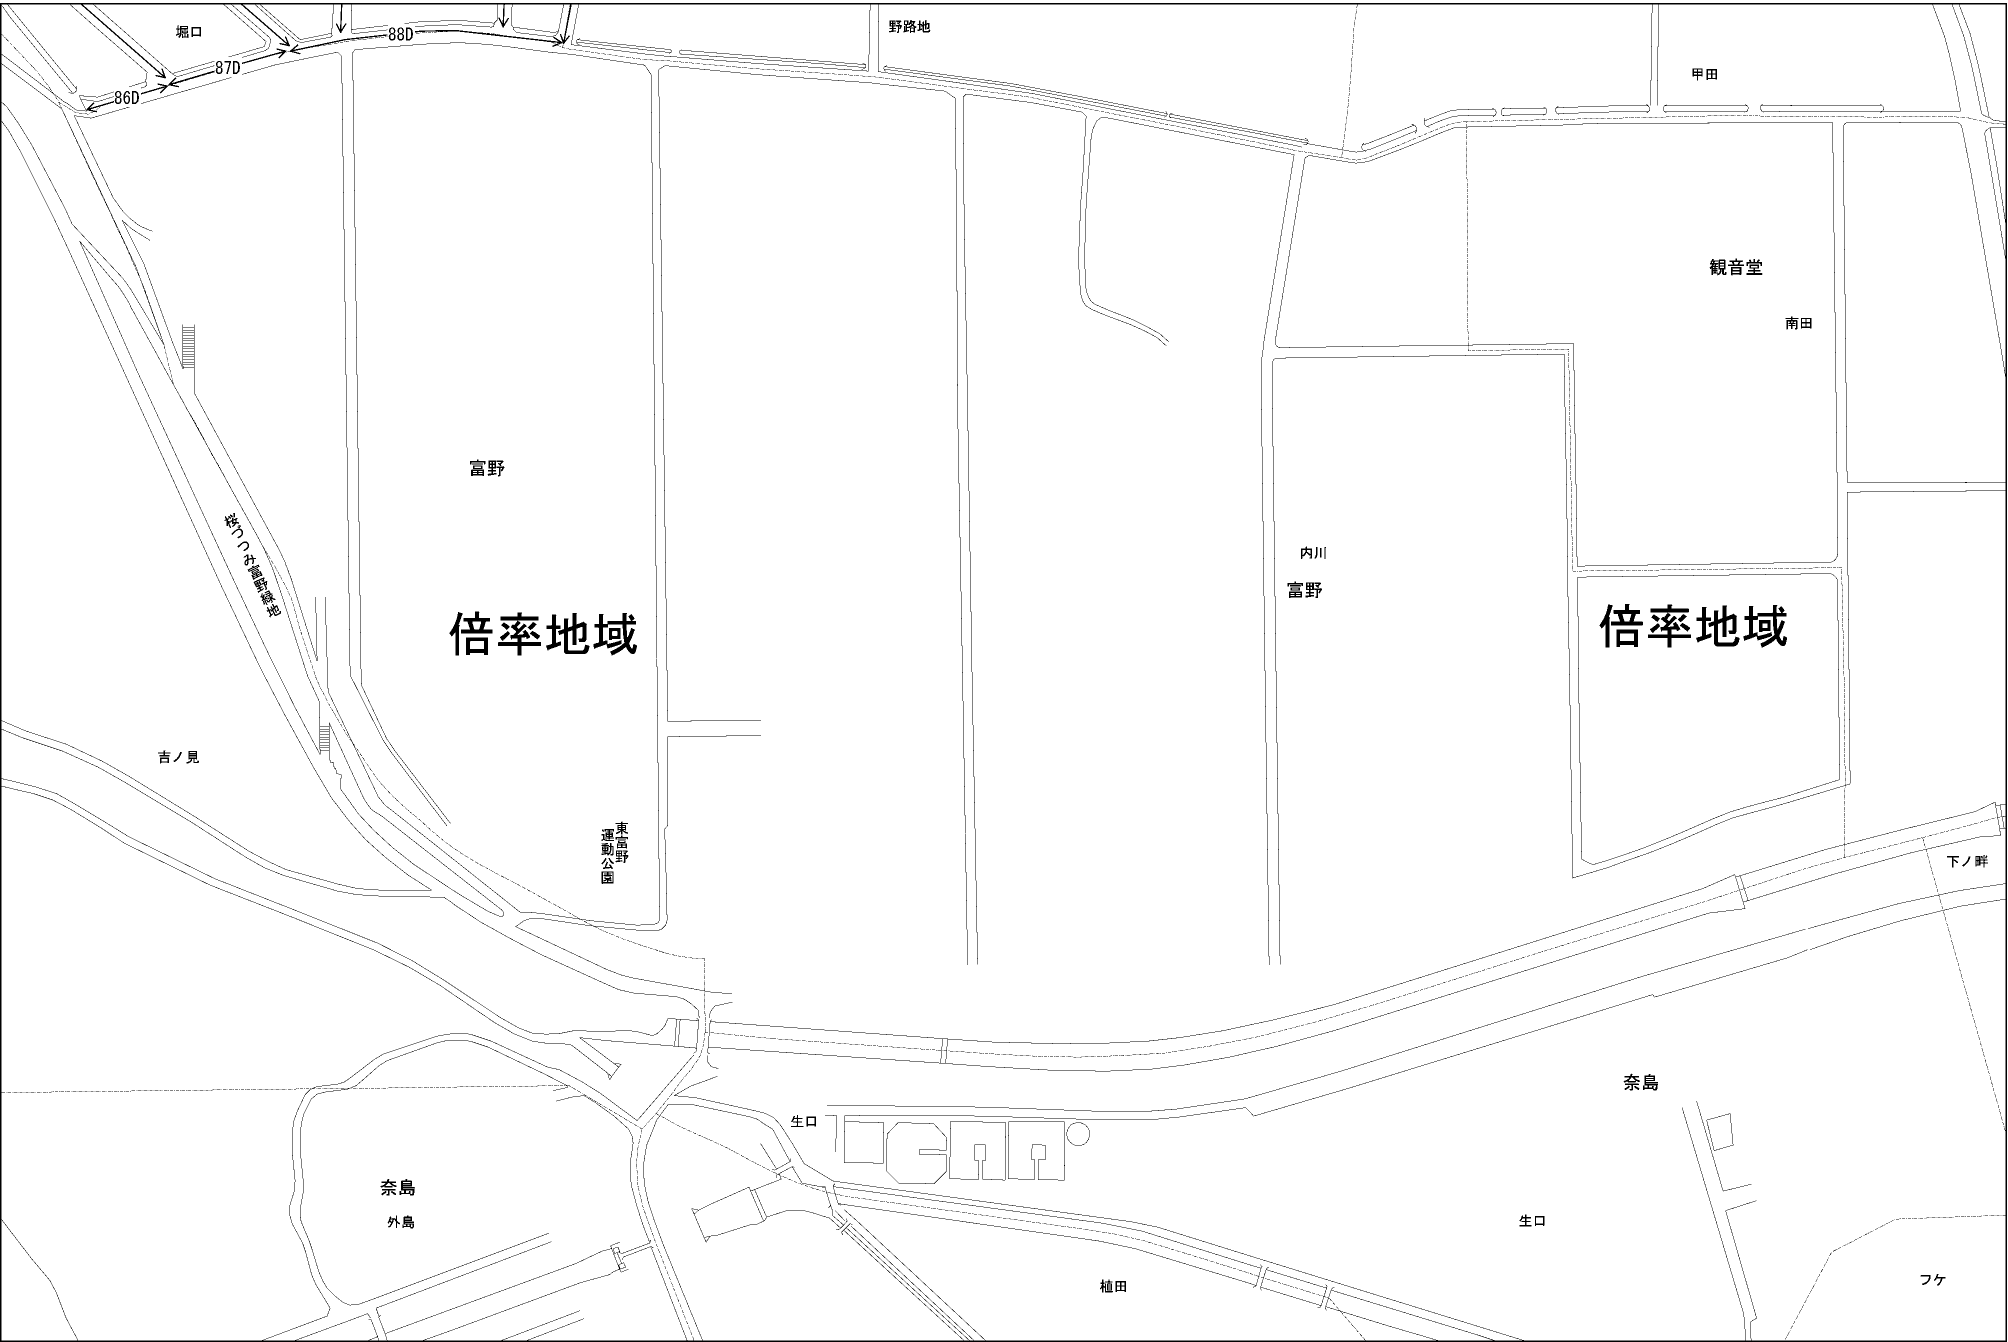 堀口
88D
野路地
87D
甲田
86D
観音堂
南田
富野
桜づつみ富野緑地
内川
富野
倍率地域
倍率地域
吉ノ見
東富野
運動公園
下ノ畔
奈島
生口
奈島
外島
生口
植田
フケ